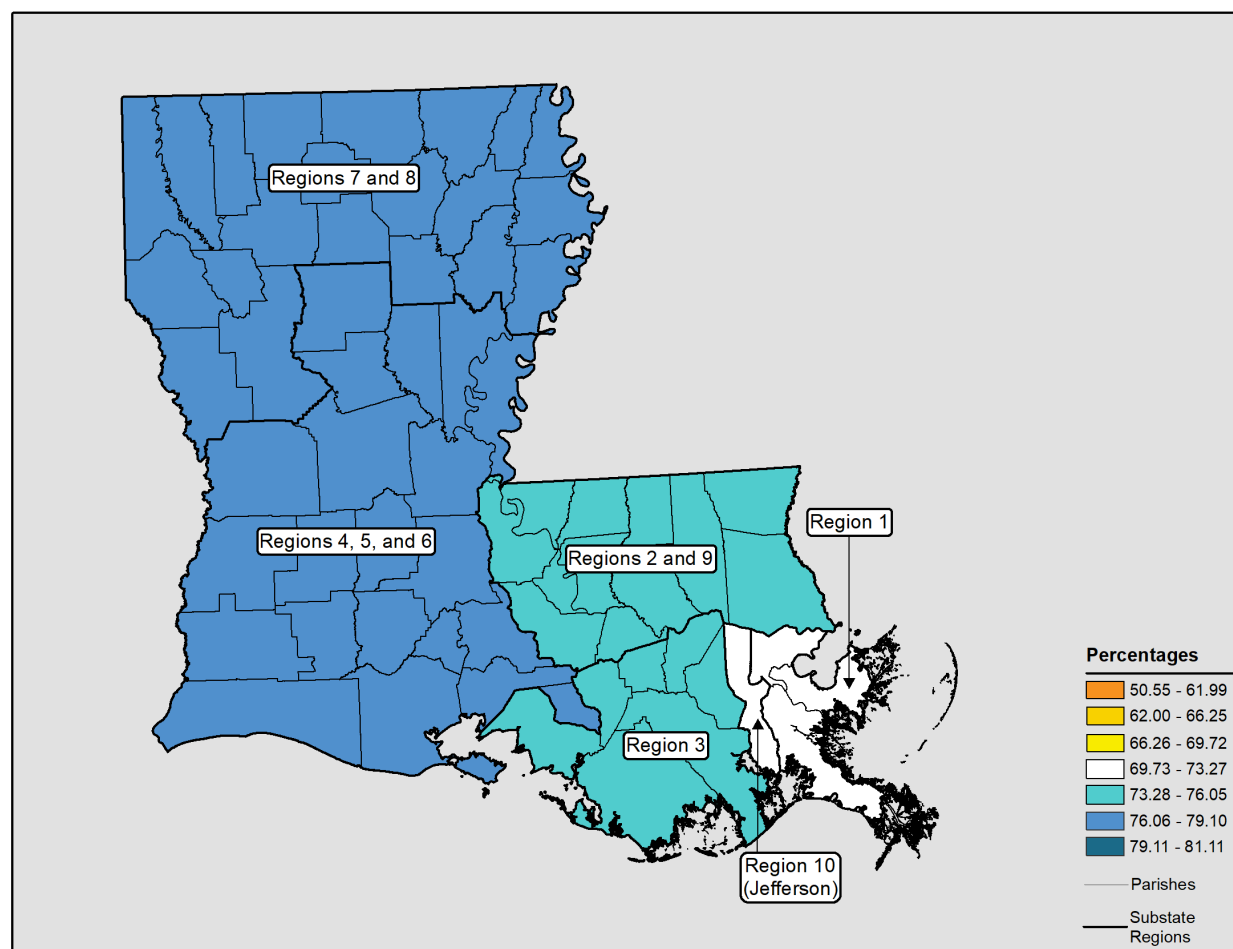 Regions 7 and 8
Region 1
Regions 4, 5, and 6
Regions 2 and 9
Region 3
Region 10
(Jefferson)
Percentages
50.55 - 61.99
62.00 - 66.25
66.26 - 69.72
69.73 - 73.27
73.28 - 76.05
76.06 - 79.10
79.11 - 81.11
Parishes
Substate
Regions